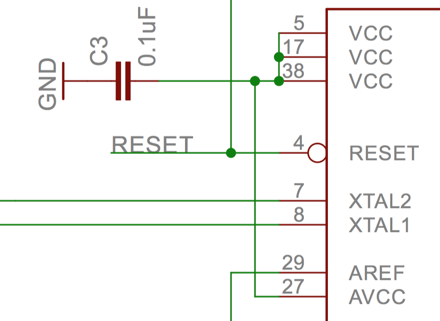 GND
C3
0.1uF
5 VCC
17 VCC
38 VCC
RESET 4 RESET
7 XTAL2
8 XTAL1
29 AREF
27 AVCC